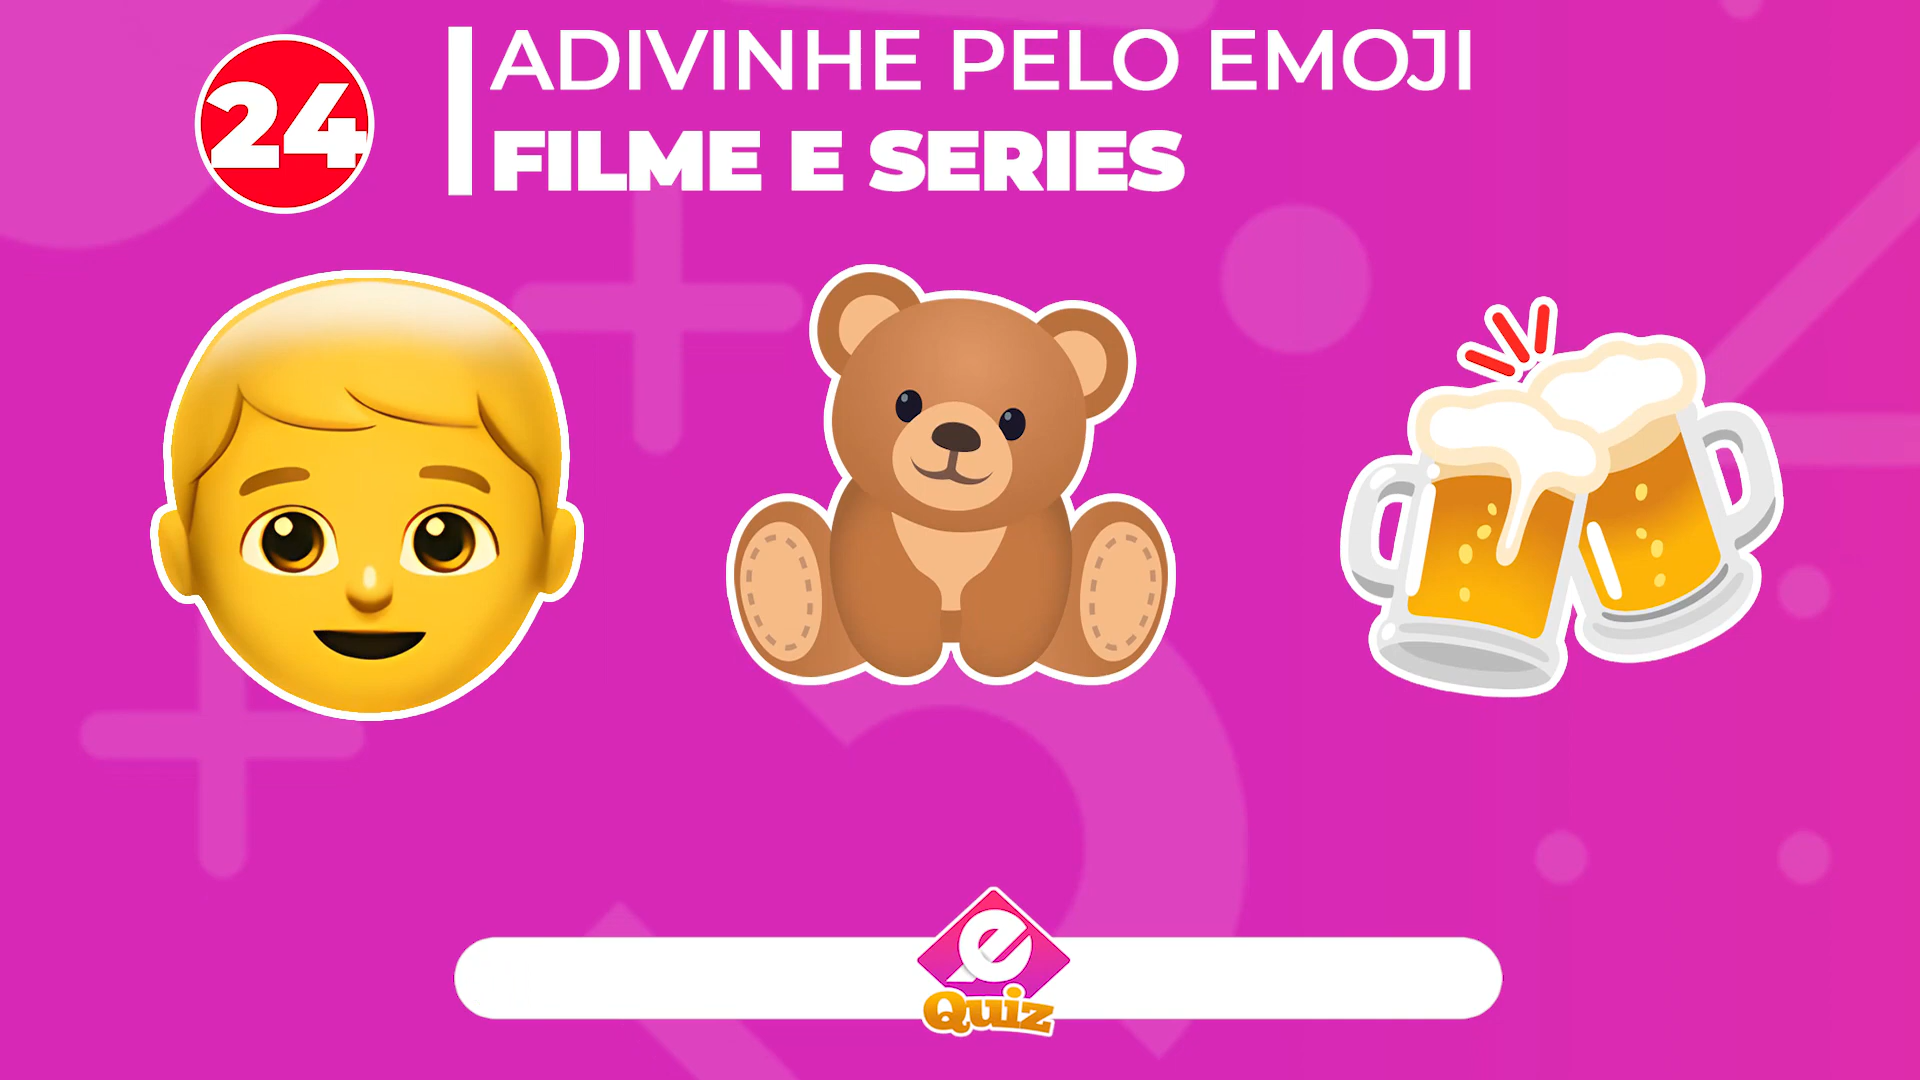 24
ADIVINHE PELO EMOJI
FILME E SERIES
e
Quiz